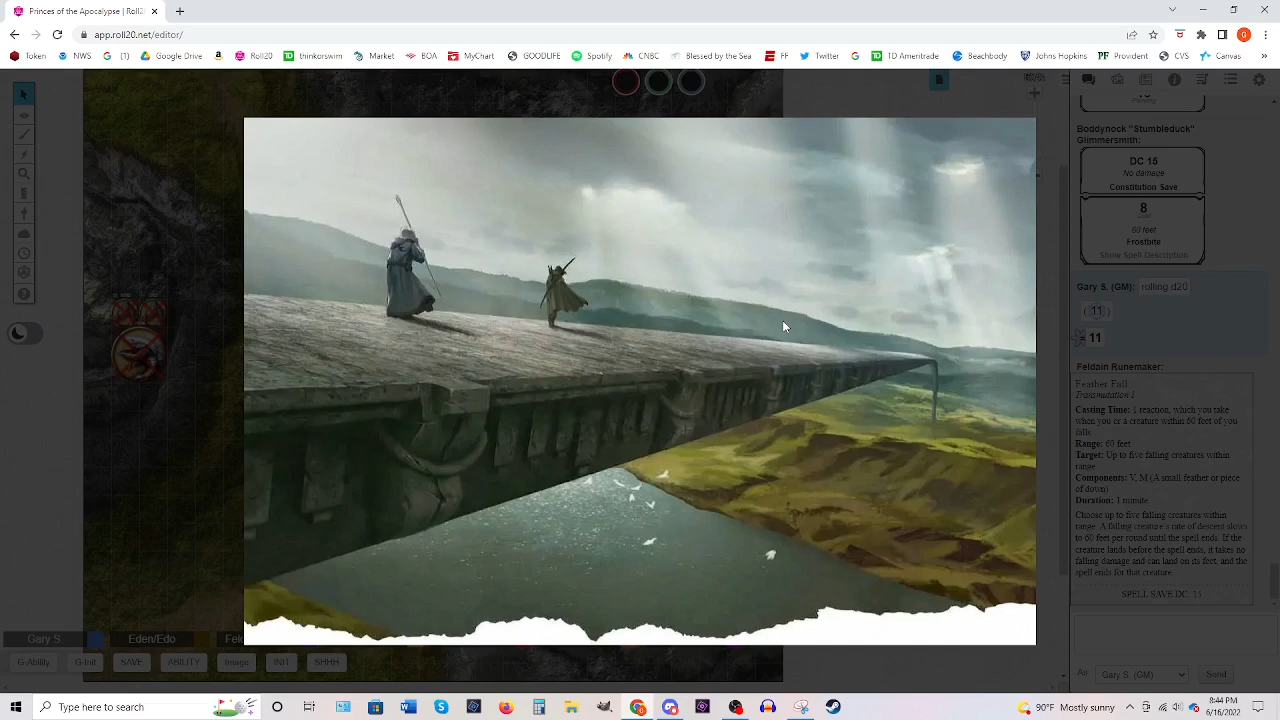 Princes of the Apocalypse | Roll20
app.roll20.net/editor/
Token NWS G (1) Google Drive Amazon Roll20 thinkorswim Market BOA MyChart GOODLIFE Spotify CNBC Blessed by the Sea FF Twitter TD Ameritrade Beachbody Johns Hopkins Provident CVS Weather
Boddynock "Stumbleduck"
Glimmersmith:
DC 15
No damage
Constitution Save
8
Cold
60 feet
Frostbite
Show Spell Description
Gary S. (GM): rolling d20
(11)
= 11
Feldain Runemaker:
Feather Fall
Transmutation 1
Casting Time: 1 reaction, which you take
when you or a creature within 60 feet of you
falls
Range: 60 feet
Target: Up to five falling creatures within
range
Components: V, M (A small feather or piece
of down)
Duration: 1 minute
Choose up to five falling creatures within
range. A falling creature's rate of descent slows
to 60 feet per round until the spell ends. If the
creature lands before the spell ends, it takes no
falling damage and can land on its feet, and the
spell ends for that creature.
SPELL SAVE DC: 15
Gary S. Eden/Edo
G-Ability G-Init SAVE ABILITY Image INIT SHHH
As: Gary S. (GM) Send
Type here to search
90°F Mostly sunny
8:44 PM
6/16/2022